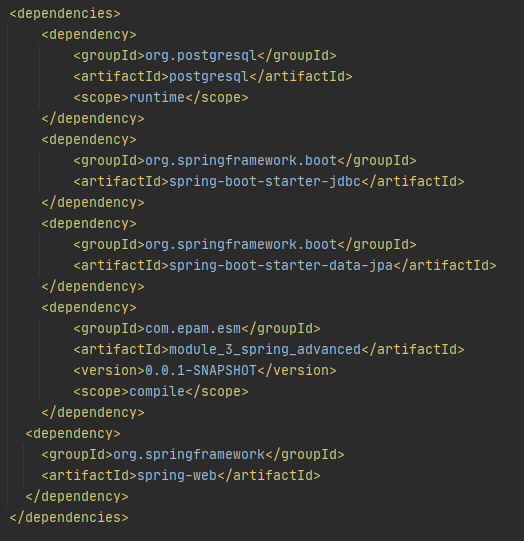 <dependencies>
    <dependency>
        <groupId>org.postgresql</groupId>
        <artifactId>postgresql</artifactId>
        <scope>runtime</scope>
    </dependency>
    <dependency>
        <groupId>org.springframework.boot</groupId>
        <artifactId>spring-boot-starter-jdbc</artifactId>
    </dependency>
    <dependency>
        <groupId>org.springframework.boot</groupId>
        <artifactId>spring-boot-starter-data-jpa</artifactId>
    </dependency>
    <dependency>
        <groupId>com.epam.esm</groupId>
        <artifactId>module_3_spring_advanced</artifactId>
        <version>0.0.1-SNAPSHOT</version>
        <scope>compile</scope>
    </dependency>
  <dependency>
    <groupId>org.springframework</groupId>
    <artifactId>spring-web</artifactId>
  </dependency>
</dependencies>